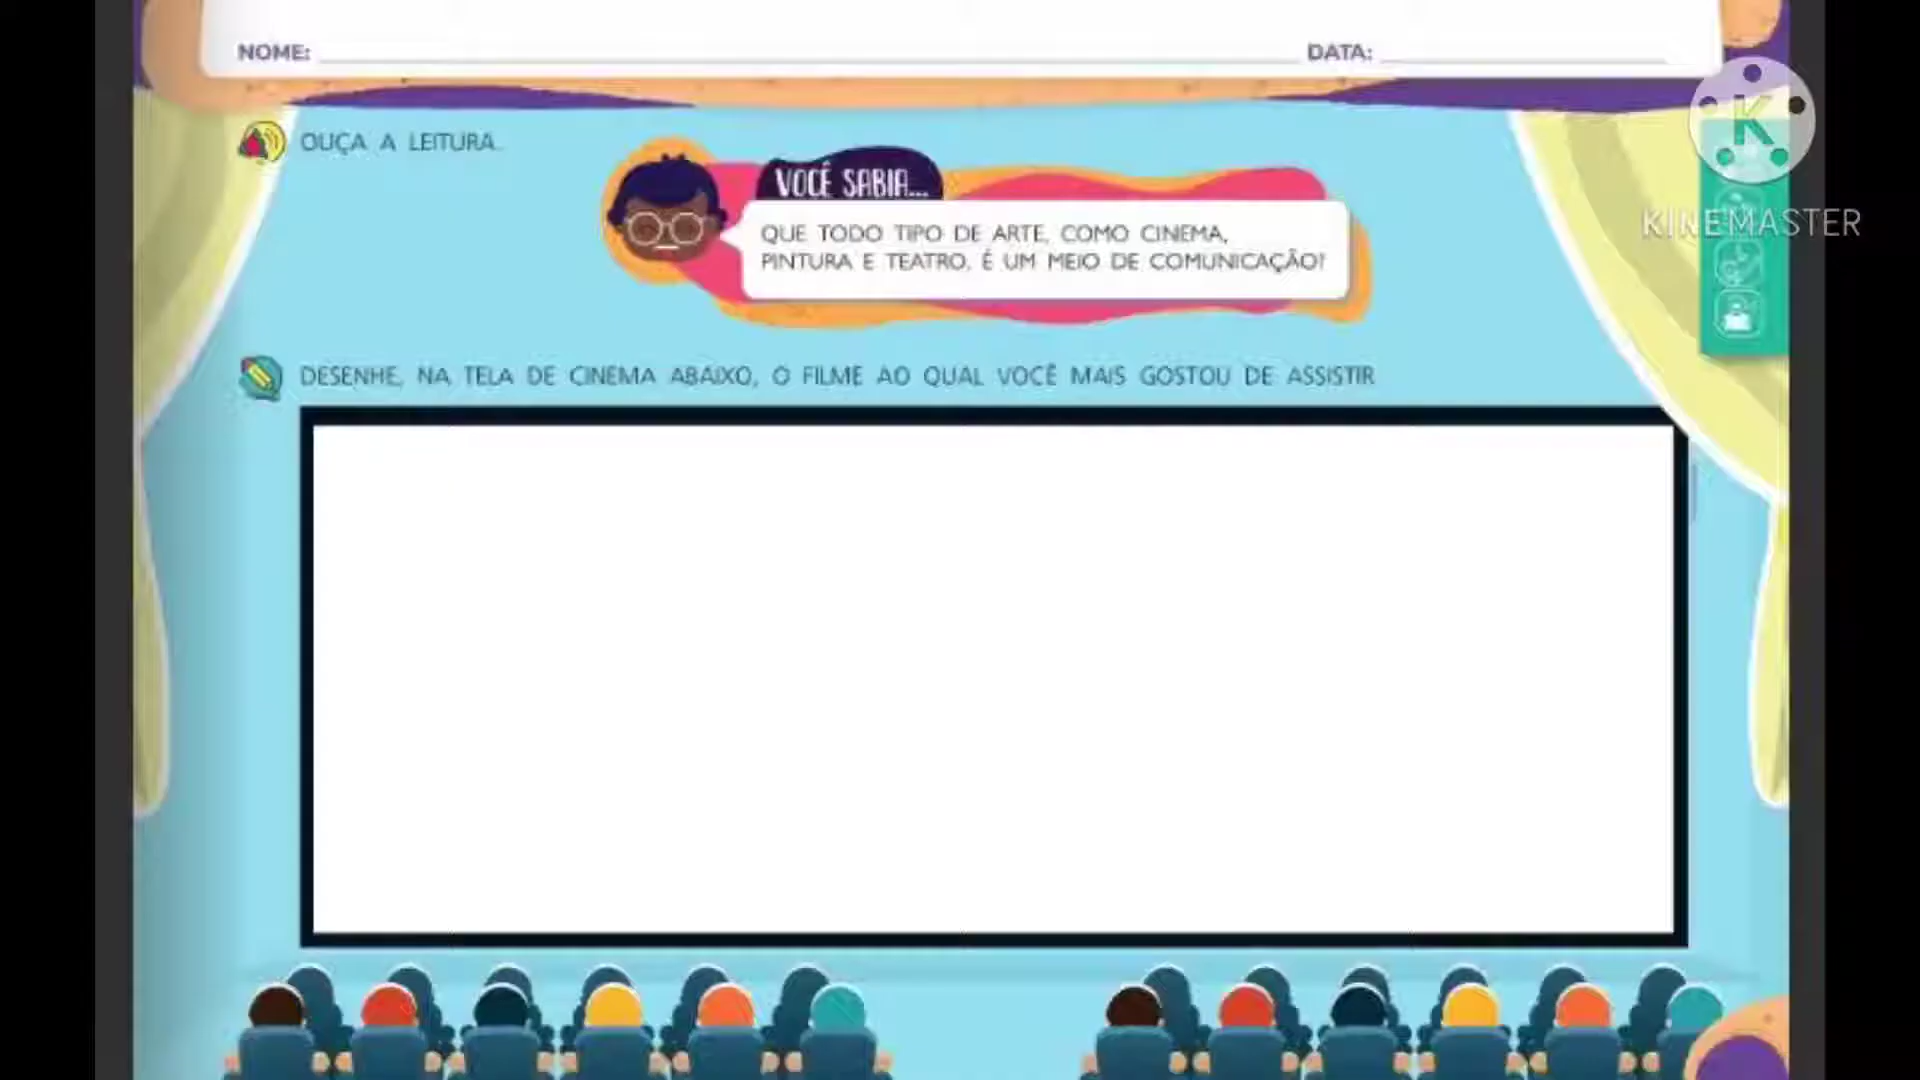 NOME: DATA:
OUÇA A LEITURA.
VOCÊ SABIA...
QUE TODO TIPO DE ARTE, COMO CINEMA,
PINTURA E TEATRO, É UM MEIO DE COMUNICAÇÃO?
DESENHE, NA TELA DE CINEMA ABAIXO, O FILME AO QUAL VOCÊ MAIS GOSTOU DE ASSISTIR
K
KINEMASTER